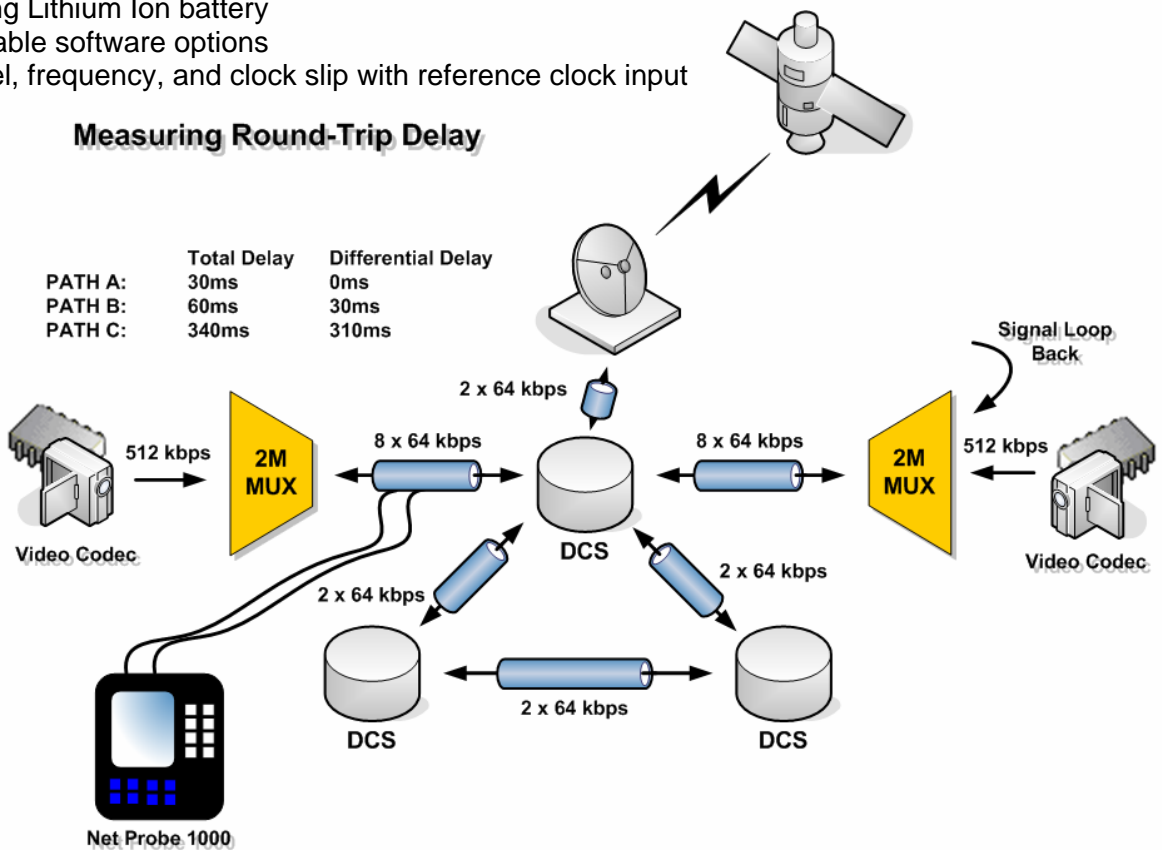 ng Lithium Ion battery
able software options
el, frequency, and clock slip with reference clock input
Measuring Round-Trip Delay
Total Delay Differential Delay
PATH A: 30ms 0ms
PATH B: 60ms 30ms
PATH C: 340ms 310ms
Signal Loop
Back
2 x 64 kbps
512 kbps
2M
MUX
8 x 64 kbps
8 x 64 kbps
2M
MUX
512 kbps
Video Codec
DCS
Video Codec
2 x 64 kbps
2 x 64 kbps
2 x 64 kbps
DCS
DCS
Net Probe 1000